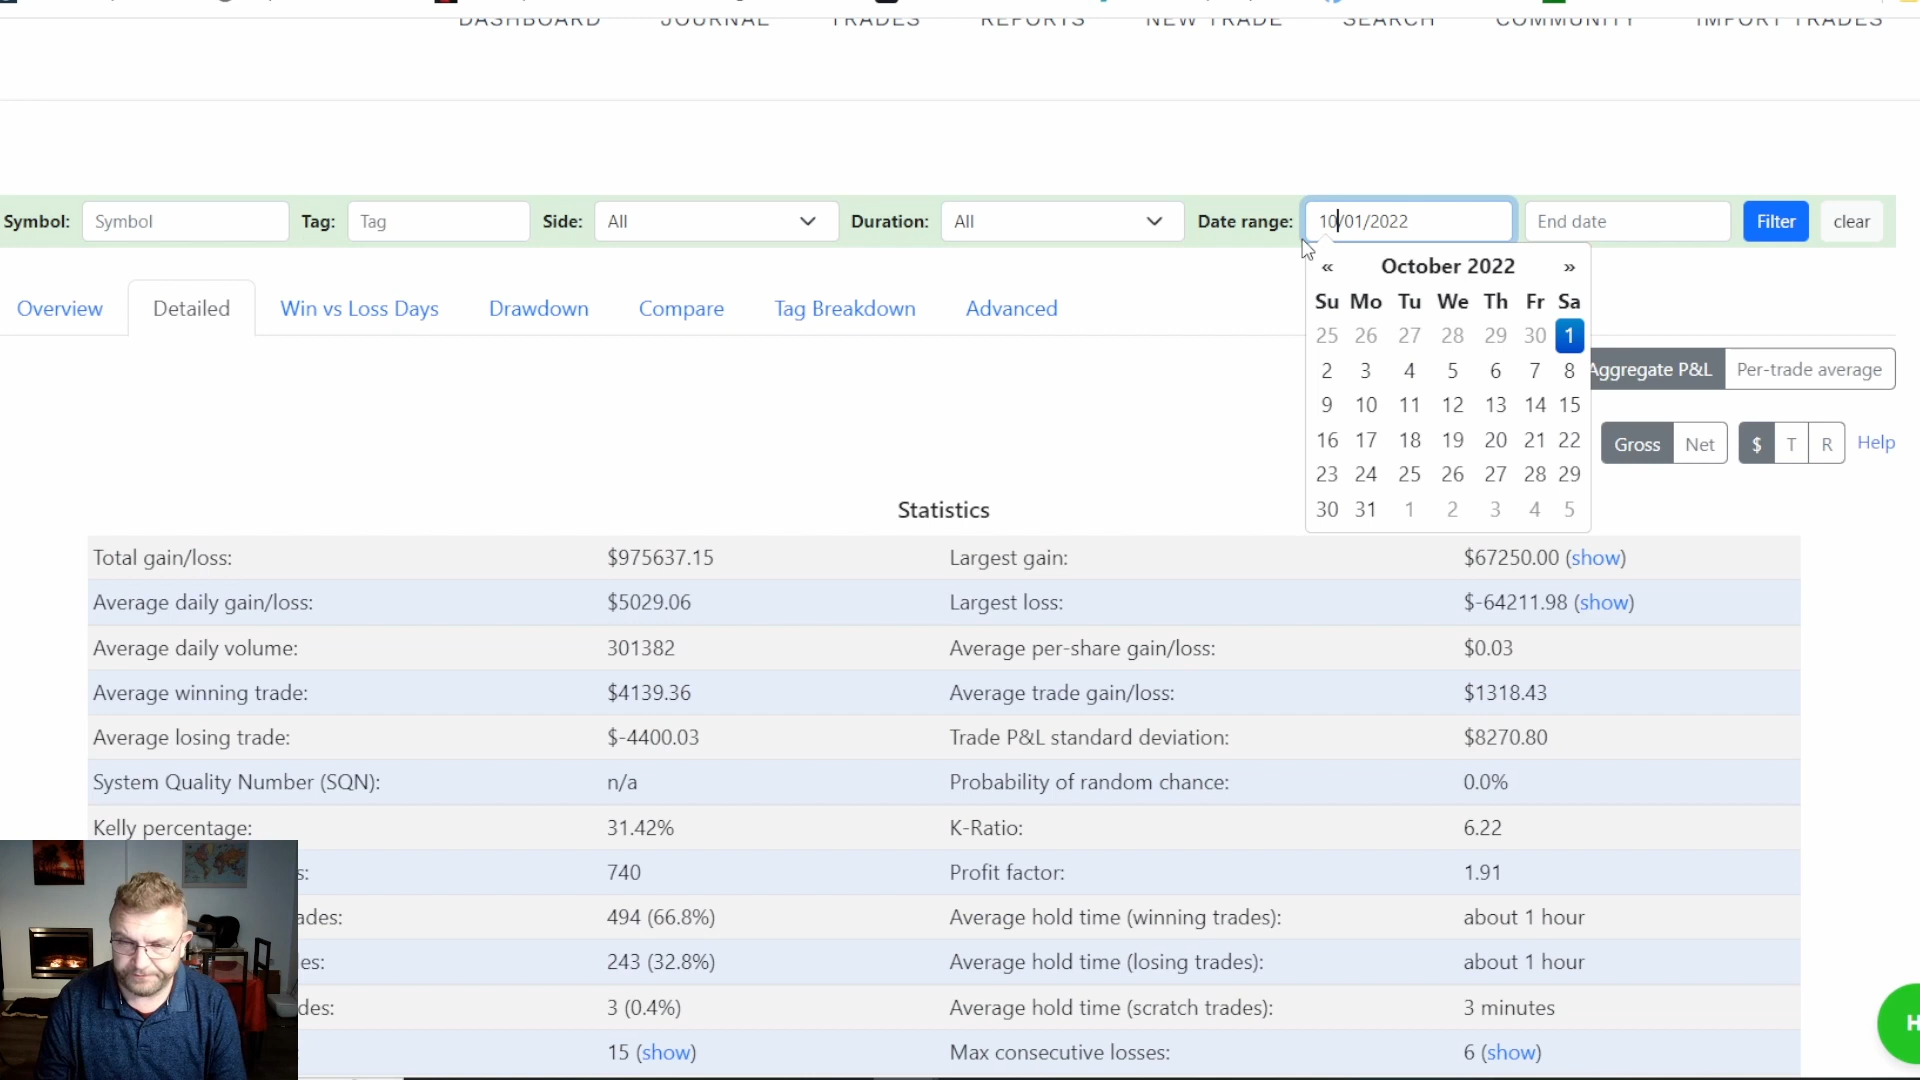 DASHBOARD JOURNAL TRADES REPORTS NEW TRADE SEARCH COMMUNITY IMPORT TRADES
Symbol: Symbol Tag: Tag Side: All Duration: All Date range: 10/01/2022 End date Filter clear
« October 2022 »
Su Mo Tu We Th Fr Sa
25 26 27 28 29 30 1
2 3 4 5 6 7 8
9 10 11 12 13 14 15
16 17 18 19 20 21 22
23 24 25 26 27 28 29
30 31 1 2 3 4 5
Overview Detailed Win vs Loss Days Drawdown Compare Tag Breakdown Advanced
Aggregate P&L Per-trade average
Gross Net $ T R Help
Statistics
Total gain/loss: $975637.15 Largest gain: $67250.00 (show)
Average daily gain/loss: $5029.06 Largest loss: $-64211.98 (show)
Average daily volume: 301382 Average per-share gain/loss: $0.03
Average winning trade: $4139.36 Average trade gain/loss: $1318.43
Average losing trade: $-4400.03 Trade P&L standard deviation: $8270.80
System Quality Number (SQN): n/a Probability of random chance: 0.0%
Kelly percentage: 31.42% K-Ratio: 6.22
s: 740 Profit factor: 1.91
ades: 494 (66.8%) Average hold time (winning trades): about 1 hour
es: 243 (32.8%) Average hold time (losing trades): about 1 hour
des: 3 (0.4%) Average hold time (scratch trades): 3 minutes
15 (show) Max consecutive losses: 6 (show)